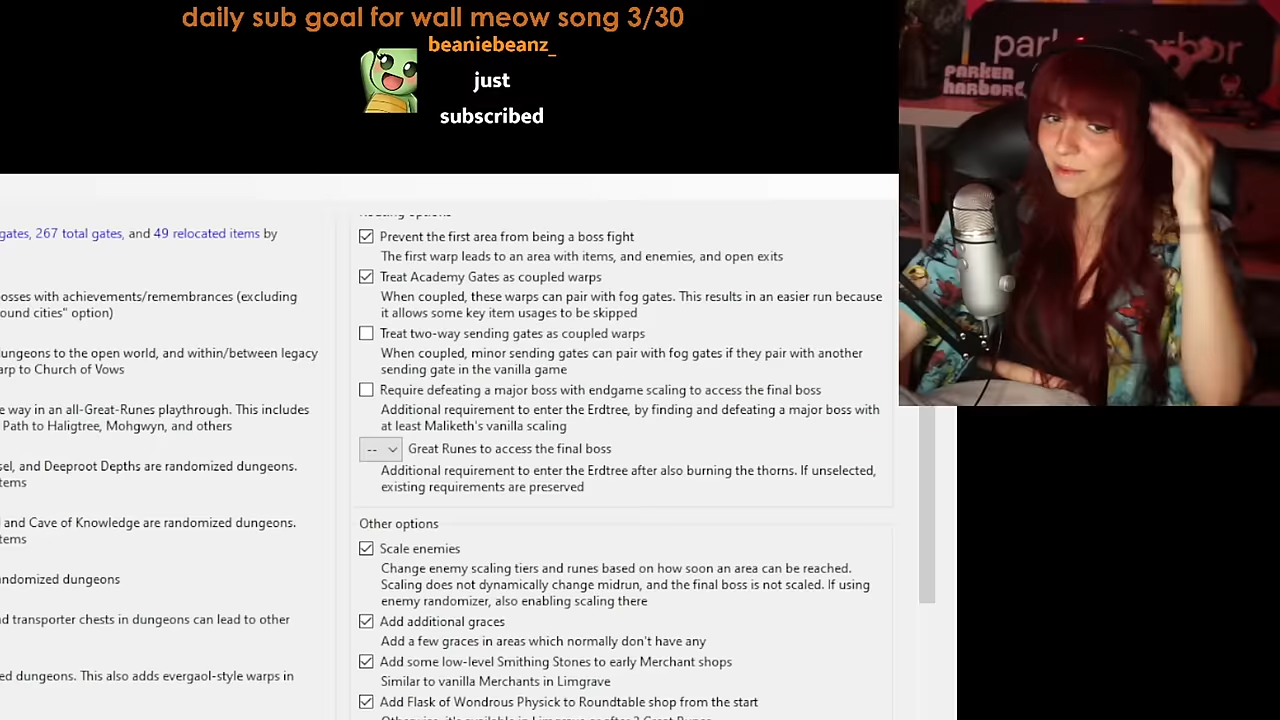 daily sub goal for wall meow song 3/30
beaniebeanz_
just
subscribed
PARKEN
HARBOR
gates, 267 total gates, and 49 relocated items by
osses with achievements/remembrances (excluding
ound cities" option)
ungeons to the open world, and within/between legacy
arp to Church of Vows
e way in an all-Great-Runes playthrough. This includes
Path to Haligtree, Mohgwyn, and others
sel, and Deeproot Depths are randomized dungeons.
tems
l and Cave of Knowledge are randomized dungeons.
tems
andomized dungeons
nd transporter chests in dungeons can lead to other
ed dungeons. This also adds evergaol-style warps in
Routing options
Prevent the first area from being a boss fight
The first warp leads to an area with items, and enemies, and open exits
Treat Academy Gates as coupled warps
When coupled, these warps can pair with fog gates. This results in an easier run because
it allows some key item usages to be skipped
Treat two-way sending gates as coupled warps
When coupled, minor sending gates can pair with fog gates if they pair with another
sending gate in the vanilla game
Require defeating a major boss with endgame scaling to access the final boss
Additional requirement to enter the Erdtree, by finding and defeating a major boss with
at least Maliketh's vanilla scaling
-- Great Runes to access the final boss
Additional requirement to enter the Erdtree after also burning the thorns. If unselected,
existing requirements are preserved
Other options
Scale enemies
Change enemy scaling tiers and runes based on how soon an area can be reached.
Scaling does not dynamically change midrun, and the final boss is not scaled. If using
enemy randomizer, also enabling scaling there
Add additional graces
Add a few graces in areas which normally don't have any
Add some low-level Smithing Stones to early Merchant shops
Similar to vanilla Merchants in Limgrave
Add Flask of Wondrous Physick to Roundtable shop from the start
Otherwise, it's available in Limgrave or after 2 Great Runes